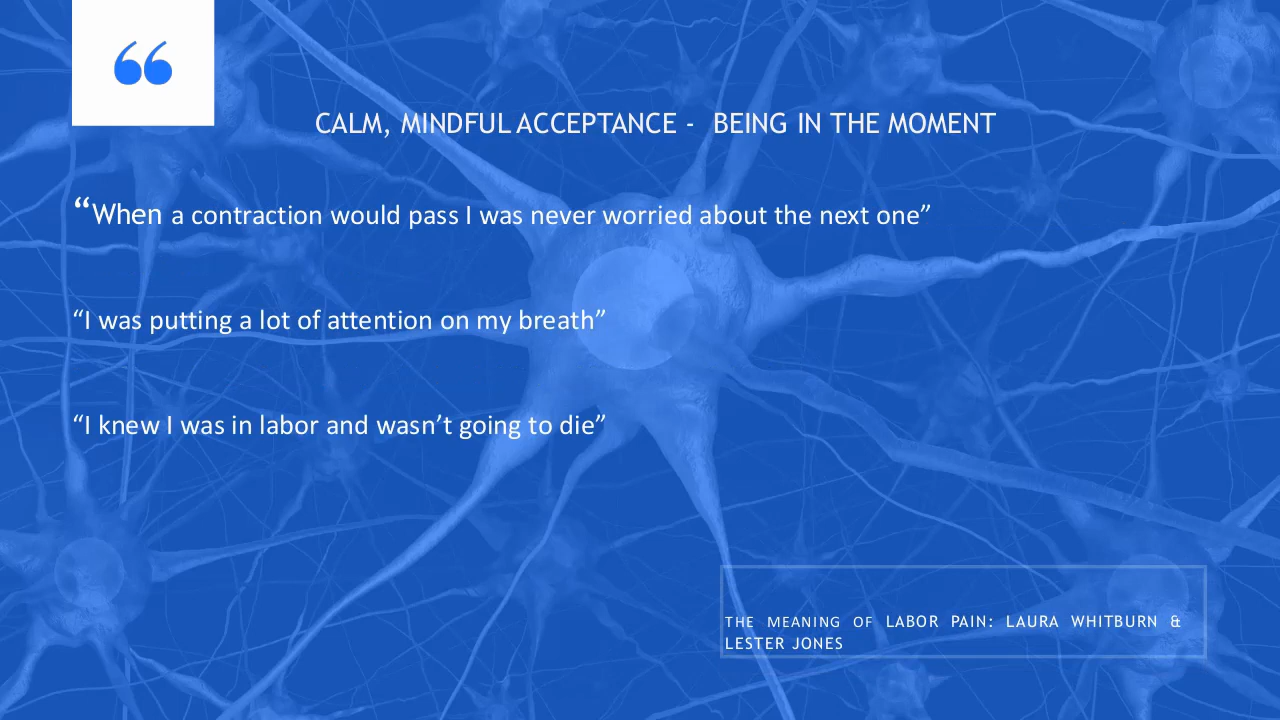 CALM, MINDFUL ACCEPTANCE - BEING IN THE MOMENT
“When a contraction would pass I was never worried about the next one”
“I was putting a lot of attention on my breath”
“I knew I was in labor and wasn’t going to die”
THE MEANING OF LABOR PAIN: LAURA WHITBURN &
LESTER JONES